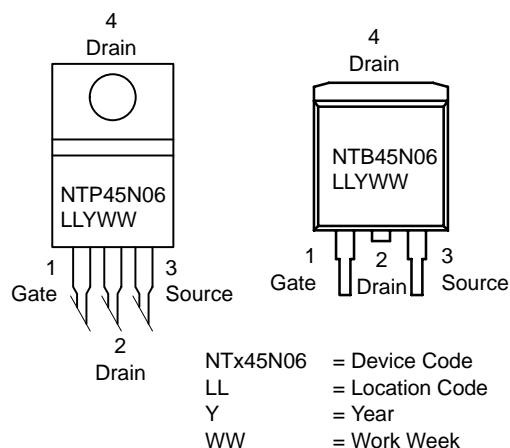 4
Drain
NTP45N06
LLYWW
1
Gate
3
Source
2
Drain
4
Drain
NTB45N06
LLYWW
1
Gate
2
Drain
3
Source
NTx45N06 = Device Code
LL = Location Code
Y = Year
WW = Work Week